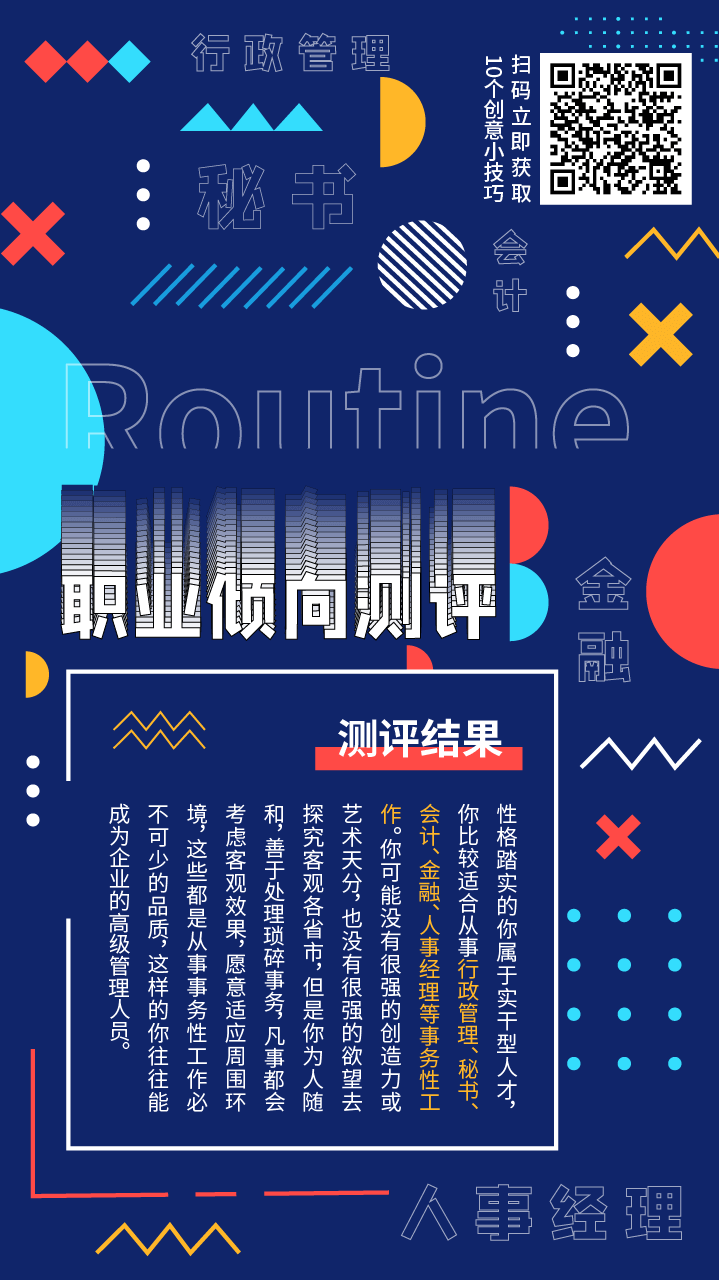 行政管理
扫码立即获取
10个创意小技巧
秘书
会计
Routine
职业倾向测评
金融
测评结果
性格踏实的你属于实干型人才，
你比较适合从事行政管理、秘书、
会计、金融、人事经理等事务性工
作。你可能没有很强的创造力或
艺术天分，也没有很强的欲望去
探究客观各省市，但是你为人随
和，善于处理琐碎事务，凡事都会
考虑客观效果，愿意适应周围环
境，这些都是从事事务性工作必
不可少的品质，这样的你往往能
成为企业的高级管理人员。
人事经理